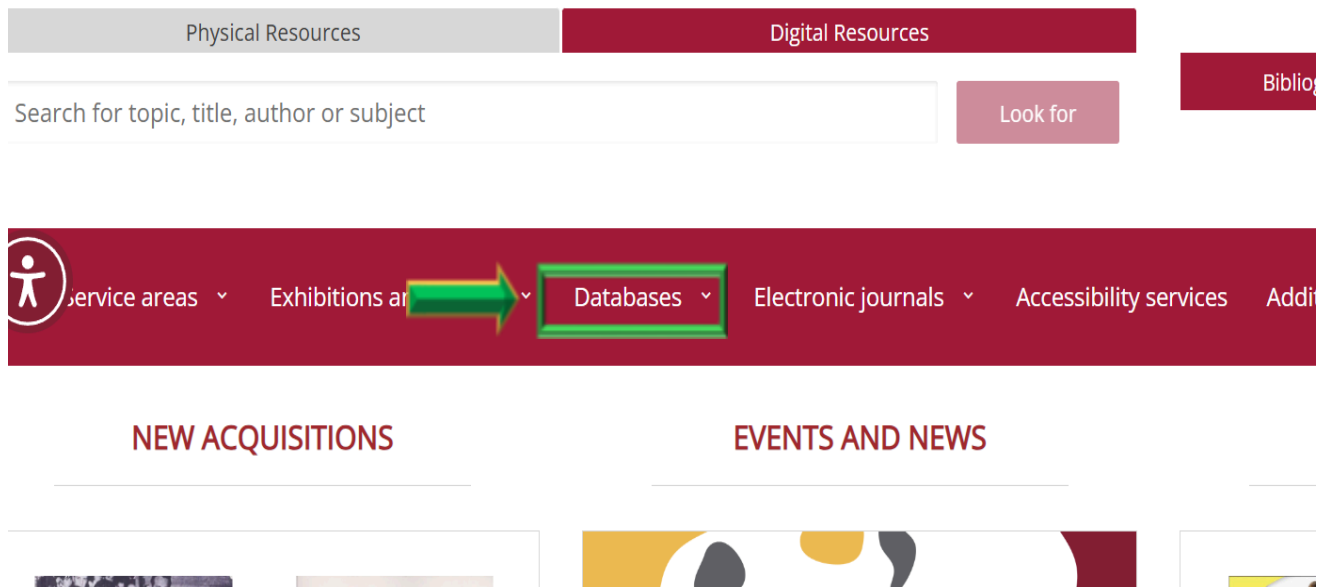 Physical Resources
Digital Resources
Search for topic, title, author or subject
Look for
Service areas
Exhibitions
Databases
Electronic journals
Accessibility services
NEW ACQUISITIONS
EVENTS AND NEWS